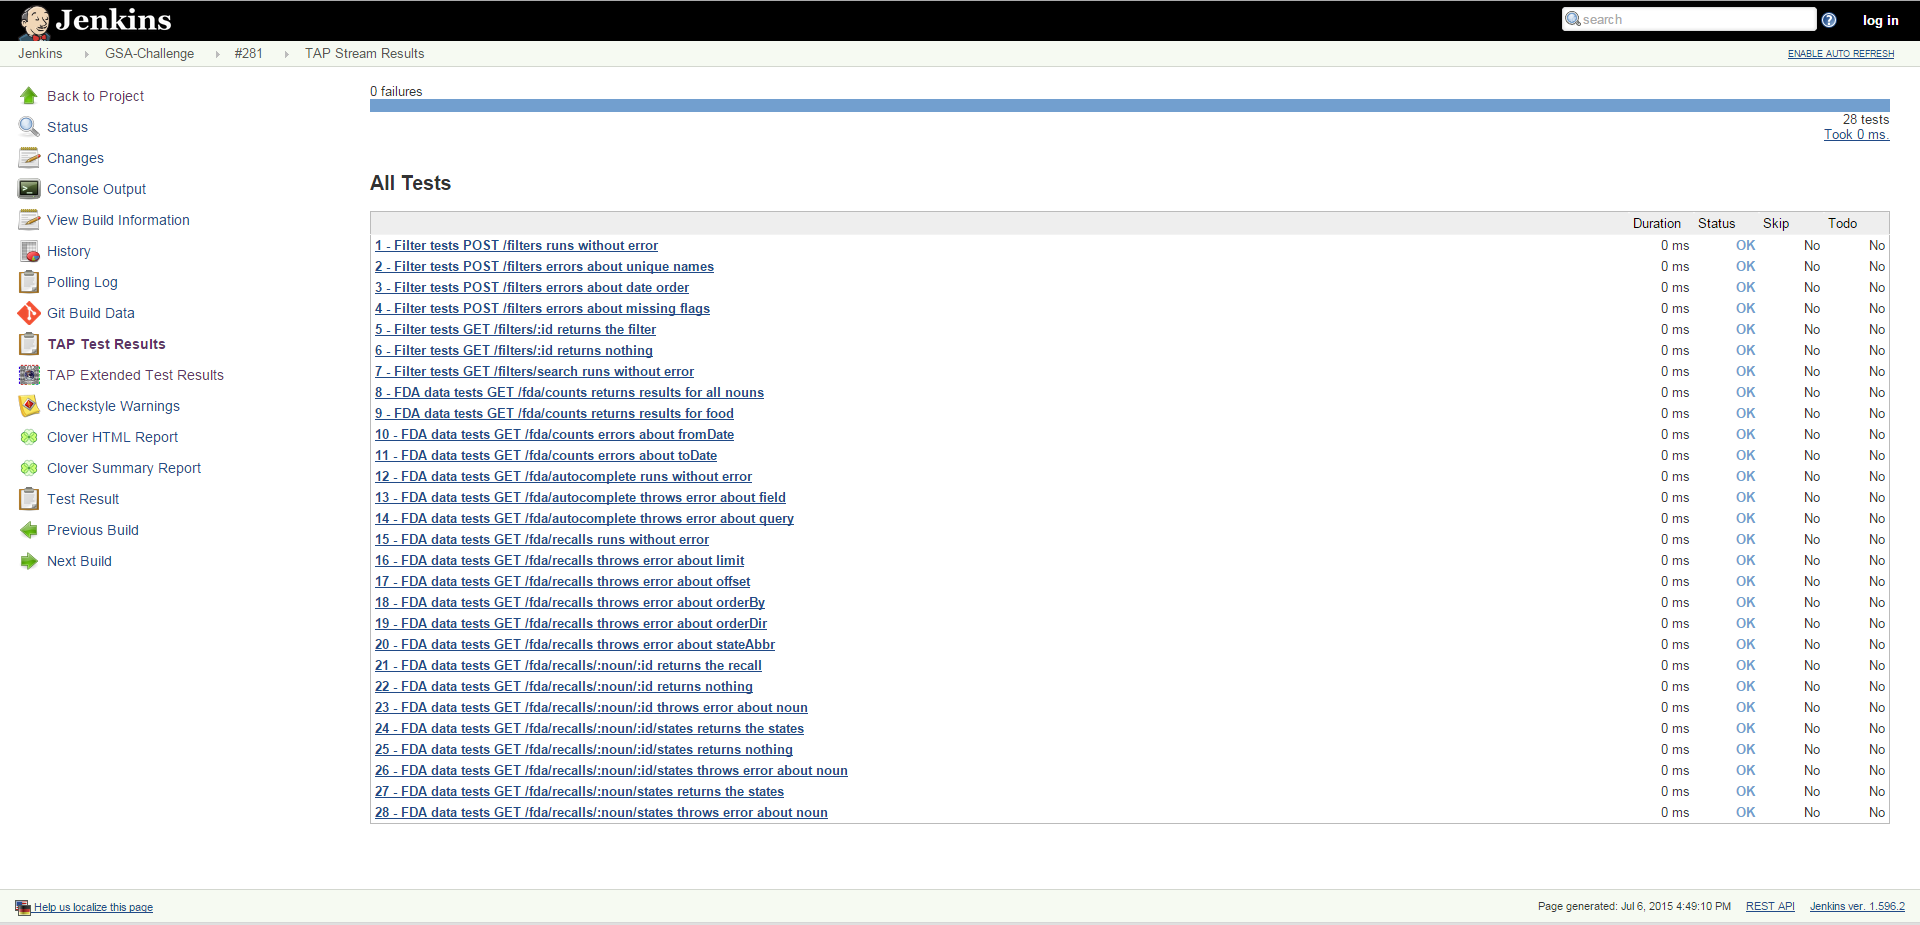 Jenkins
search
log in
Jenkins GSA-Challenge #281 TAP Stream Results
ENABLE AUTO REFRESH
Back to Project
Status
Changes
Console Output
View Build Information
History
Polling Log
Git Build Data
TAP Test Results
TAP Extended Test Results
Checkstyle Warnings
Clover HTML Report
Clover Summary Report
Test Result
Previous Build
Next Build
0 failures
28 tests
Took 0 ms.
All Tests
Duration Status Skip Todo
1 - Filter tests POST /filters runs without error 0 ms OK No No
2 - Filter tests POST /filters errors about unique names 0 ms OK No No
3 - Filter tests POST /filters errors about date order 0 ms OK No No
4 - Filter tests POST /filters errors about missing flags 0 ms OK No No
5 - Filter tests GET /filters/:id returns the filter 0 ms OK No No
6 - Filter tests GET /filters/:id returns nothing 0 ms OK No No
7 - Filter tests GET /filters/search runs without error 0 ms OK No No
8 - FDA data tests GET /fda/counts returns results for all nouns 0 ms OK No No
9 - FDA data tests GET /fda/counts returns results for food 0 ms OK No No
10 - FDA data tests GET /fda/counts errors about fromDate 0 ms OK No No
11 - FDA data tests GET /fda/counts errors about toDate 0 ms OK No No
12 - FDA data tests GET /fda/autocomplete runs without error 0 ms OK No No
13 - FDA data tests GET /fda/autocomplete throws error about field 0 ms OK No No
14 - FDA data tests GET /fda/autocomplete throws error about query 0 ms OK No No
15 - FDA data tests GET /fda/recalls runs without error 0 ms OK No No
16 - FDA data tests GET /fda/recalls throws error about limit 0 ms OK No No
17 - FDA data tests GET /fda/recalls throws error about offset 0 ms OK No No
18 - FDA data tests GET /fda/recalls throws error about orderBy 0 ms OK No No
19 - FDA data tests GET /fda/recalls throws error about orderDir 0 ms OK No No
20 - FDA data tests GET /fda/recalls throws error about stateAbbr 0 ms OK No No
21 - FDA data tests GET /fda/recalls/:noun/:id returns the recall 0 ms OK No No
22 - FDA data tests GET /fda/recalls/:noun/:id returns nothing 0 ms OK No No
23 - FDA data tests GET /fda/recalls/:noun/:id throws error about noun 0 ms OK No No
24 - FDA data tests GET /fda/recalls/:noun/:id/states returns the states 0 ms OK No No
25 - FDA data tests GET /fda/recalls/:noun/:id/states returns nothing 0 ms OK No No
26 - FDA data tests GET /fda/recalls/:noun/:id/states throws error about noun 0 ms OK No No
27 - FDA data tests GET /fda/recalls/:noun/states returns the states 0 ms OK No No
28 - FDA data tests GET /fda/recalls/:noun/states throws error about noun 0 ms OK No No
Help us localize this page
Page generated: Jul 6, 2015 4:49:10 PM REST API Jenkins ver. 1.596.2